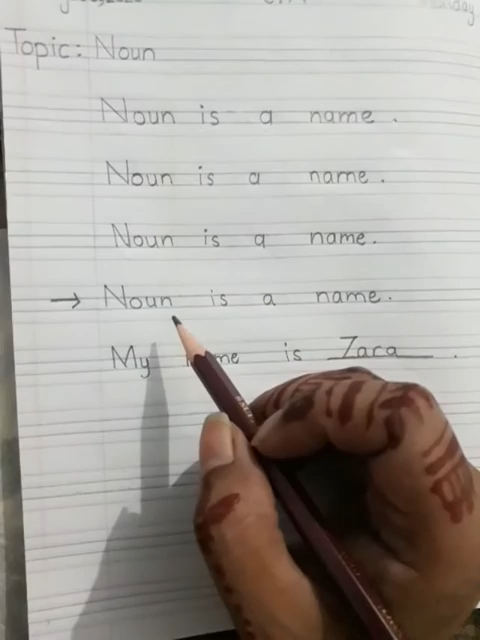 Topic: Noun
Noun is a name.
Noun is a name.
Noun is a name.
→ Noun is a name.
My is Zara.